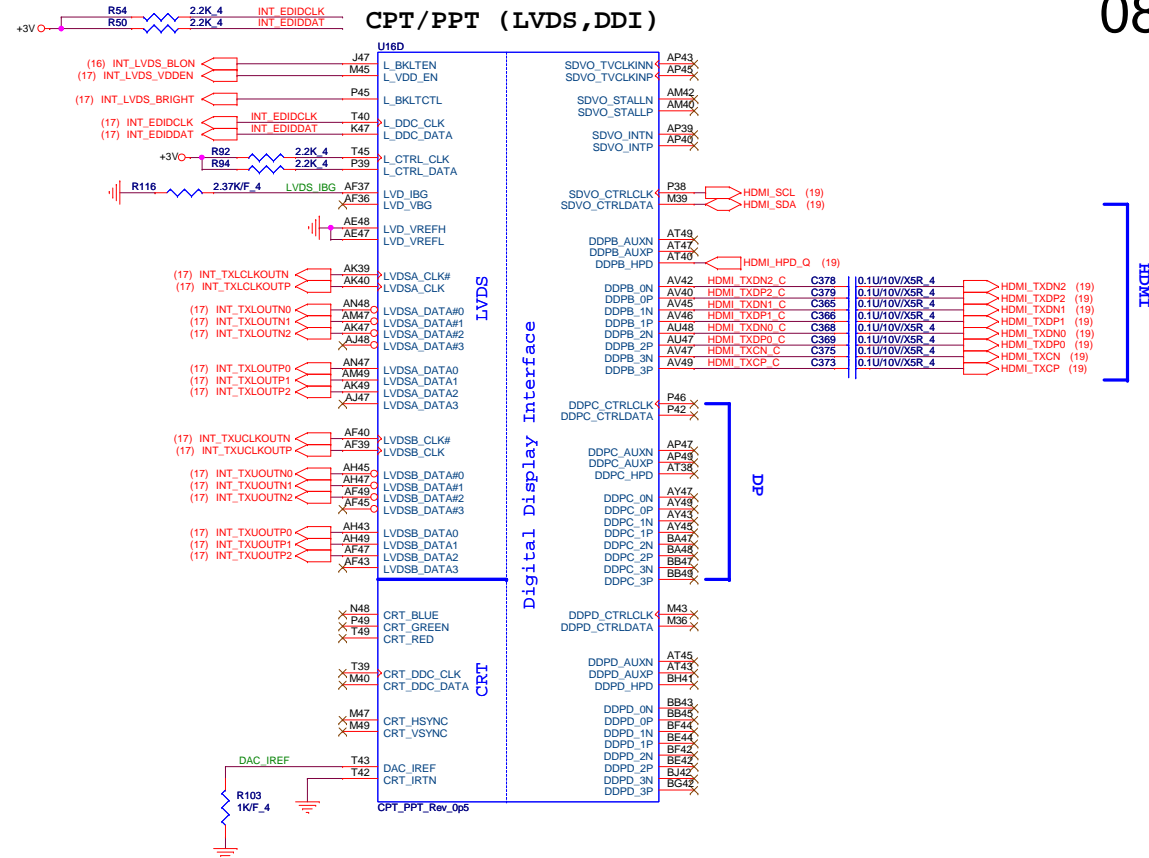 CPT/PPT (LVDS,DDI)
08
+3V
R54 2.2K_4 INT_EDIDCLK
R50 2.2K_4 INT_EDIDDAT
U16D
(16) INT_LVDS_BLON J47 L_BKLTEN
(17) INT_LVDS_VDDEN M45 L_VDD_EN
(17) INT_LVDS_BRIGHT P45 L_BKLTCTL
(17) INT_EDIDCLK INT_EDIDCLK T40 L_DDC_CLK
(17) INT_EDIDDAT INT_EDIDDAT K47 L_DDC_DATA
+3V R92 2.2K_4 T45 L_CTRL_CLK
R94 2.2K_4 P39 L_CTRL_DATA
R116 2.37K/F_4 LVDS_IBG AF37 LVD_IBG
AF36 LVD_VBG
AE48 LVD_VREFH
AE47 LVD_VREFL
(17) INT_TXLCLKOUTN AK39 LVDSA_CLK#
(17) INT_TXLCLKOUTP AK40 LVDSA_CLK
(17) INT_TXLOUTN0 AN48 LVDSA_DATA#0
(17) INT_TXLOUTN1 AM47 LVDSA_DATA#1
(17) INT_TXLOUTN2 AK47 LVDSA_DATA#2
AJ48 LVDSA_DATA#3
(17) INT_TXLOUTP0 AN47 LVDSA_DATA0
(17) INT_TXLOUTP1 AM49 LVDSA_DATA1
(17) INT_TXLOUTP2 AK49 LVDSA_DATA2
AJ47 LVDSA_DATA3
(17) INT_TXUCLKOUTN AF40 LVDSB_CLK#
(17) INT_TXUCLKOUTP AF39 LVDSB_CLK
(17) INT_TXUOUTN0 AH45 LVDSB_DATA#0
(17) INT_TXUOUTN1 AH47 LVDSB_DATA#1
(17) INT_TXUOUTN2 AF49 LVDSB_DATA#2
AF45 LVDSB_DATA#3
(17) INT_TXUOUTP0 AH43 LVDSB_DATA0
(17) INT_TXUOUTP1 AH49 LVDSB_DATA1
(17) INT_TXUOUTP2 AF47 LVDSB_DATA2
AF43 LVDSB_DATA3
N48 CRT_BLUE
P49 CRT_GREEN
T49 CRT_RED
T39 CRT_DDC_CLK
M40 CRT_DDC_DATA
M47 CRT_HSYNC
M49 CRT_VSYNC
DAC_IREF T43 DAC_IREF
T42 CRT_IRTN
R103
1K/F_4
CPT_PPT_Rev_0p5
LVDS
CRT
Digital Display Interface
SDVO_TVCLKINN AP43
SDVO_TVCLKINP AP45
SDVO_STALLN AM42
SDVO_STALLP AM40
SDVO_INTN AP39
SDVO_INTP AP40
SDVO_CTRLCLK P38 HDMI_SCL (19)
SDVO_CTRLDATA M39 HDMI_SDA (19)
DDPB_AUXN AT49
DDPB_AUXP AT47
DDPB_HPD AT40 HDMI_HPD_Q (19)
DDPB_0N AV42 HDMI_TXDN2_C C378 0.1U/10V/X5R_4 HDMI_TXDN2 (19)
DDPB_0P AV40 HDMI_TXDP2_C C379 0.1U/10V/X5R_4 HDMI_TXDP2 (19)
DDPB_1N AV45 HDMI_TXDN1_C C365 0.1U/10V/X5R_4 HDMI_TXDN1 (19)
DDPB_1P AV46 HDMI_TXDP1_C C366 0.1U/10V/X5R_4 HDMI_TXDP1 (19)
DDPB_2N AU48 HDMI_TXDN0_C C368 0.1U/10V/X5R_4 HDMI_TXDN0 (19)
DDPB_2P AU47 HDMI_TXDP0_C C369 0.1U/10V/X5R_4 HDMI_TXDP0 (19)
DDPB_3N AV47 HDMI_TXCN_C C375 0.1U/10V/X5R_4 HDMI_TXCN (19)
DDPB_3P AV49 HDMI_TXCP_C C373 0.1U/10V/X5R_4 HDMI_TXCP (19)
HDMI
DDPC_CTRLCLK P46
DDPC_CTRLDATA P42
DDPC_AUXN AP47
DDPC_AUXP AP49
DDPC_HPD AT38
DDPC_0N AY47
DDPC_0P AY49
DDPC_1N AY43
DDPC_1P AY45
DDPC_2N BA47
DDPC_2P BA48
DDPC_3N BB47
DDPC_3P BB49
DP
DDPD_CTRLCLK M43
DDPD_CTRLDATA M36
DDPD_AUXN AT45
DDPD_AUXP AT43
DDPD_HPD BH41
DDPD_0N BB43
DDPD_0P BB45
DDPD_1N BF44
DDPD_1P BE44
DDPD_2N BF42
DDPD_2P BE42
DDPD_3N BJ42
DDPD_3P BG42